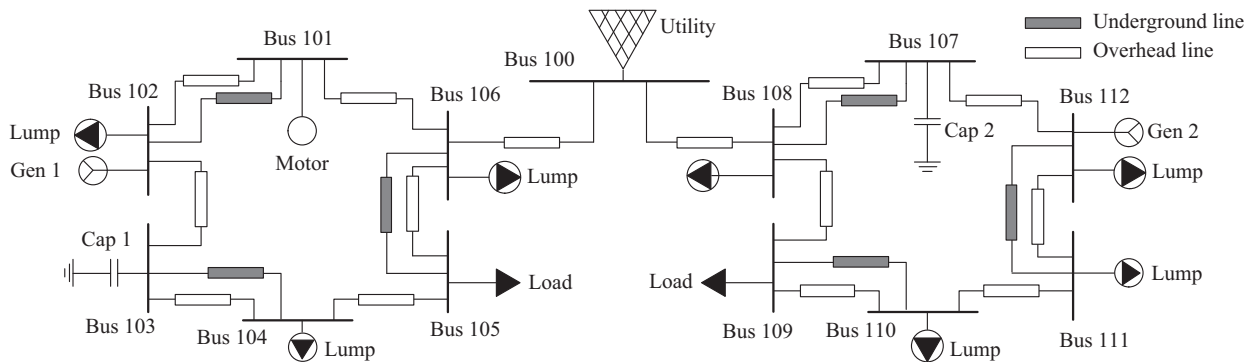 Utility
Underground line
Overhead line
Bus 101
Bus 100
Bus 107
Bus 102
Bus 106
Bus 108
Bus 112
Lump
Gen 1
Motor
Lump
Cap 2
Gen 2
Lump
Cap 1
Load
Load
Lump
Bus 103
Bus 104
Lump
Bus 105
Bus 109
Bus 110
Lump
Bus 111